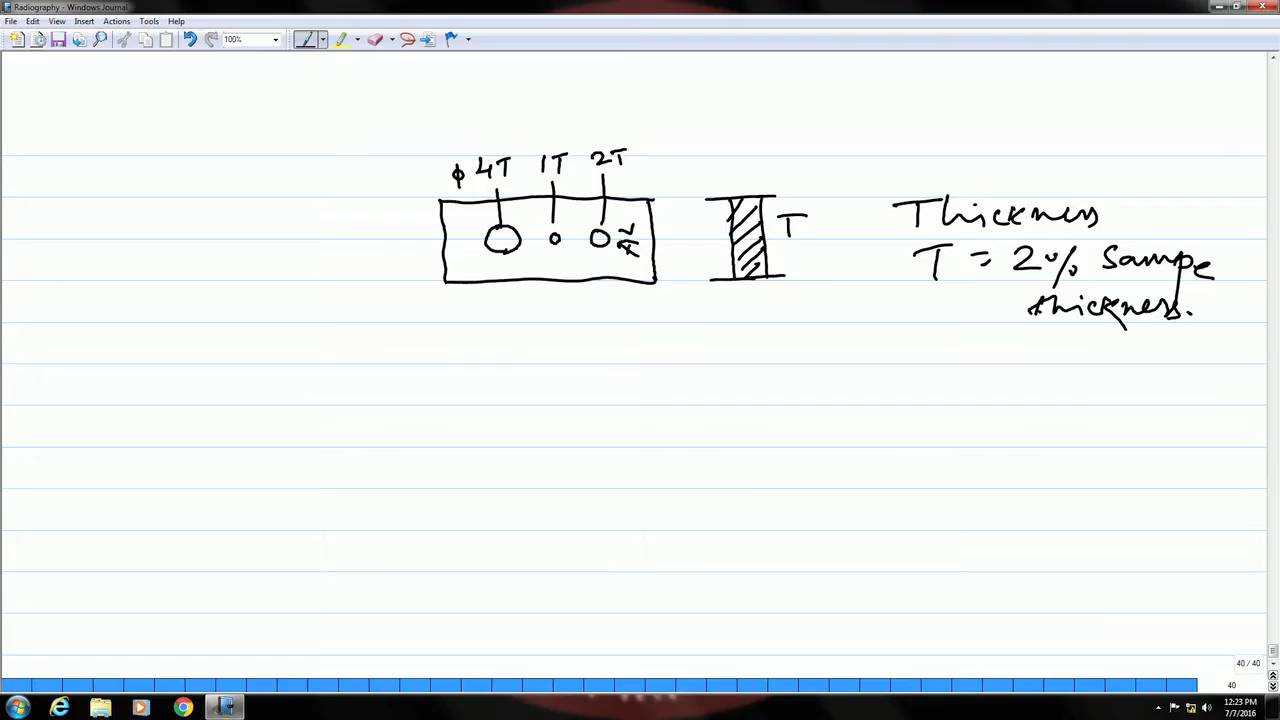 Radiography - Windows Journal
File Edit View Insert Actions Tools Help
100%
ϕ 4T 1T 2T
T
Thickness
T = 2% Sampe
thickness.
40 / 40
40
12:23 PM
7/7/2016